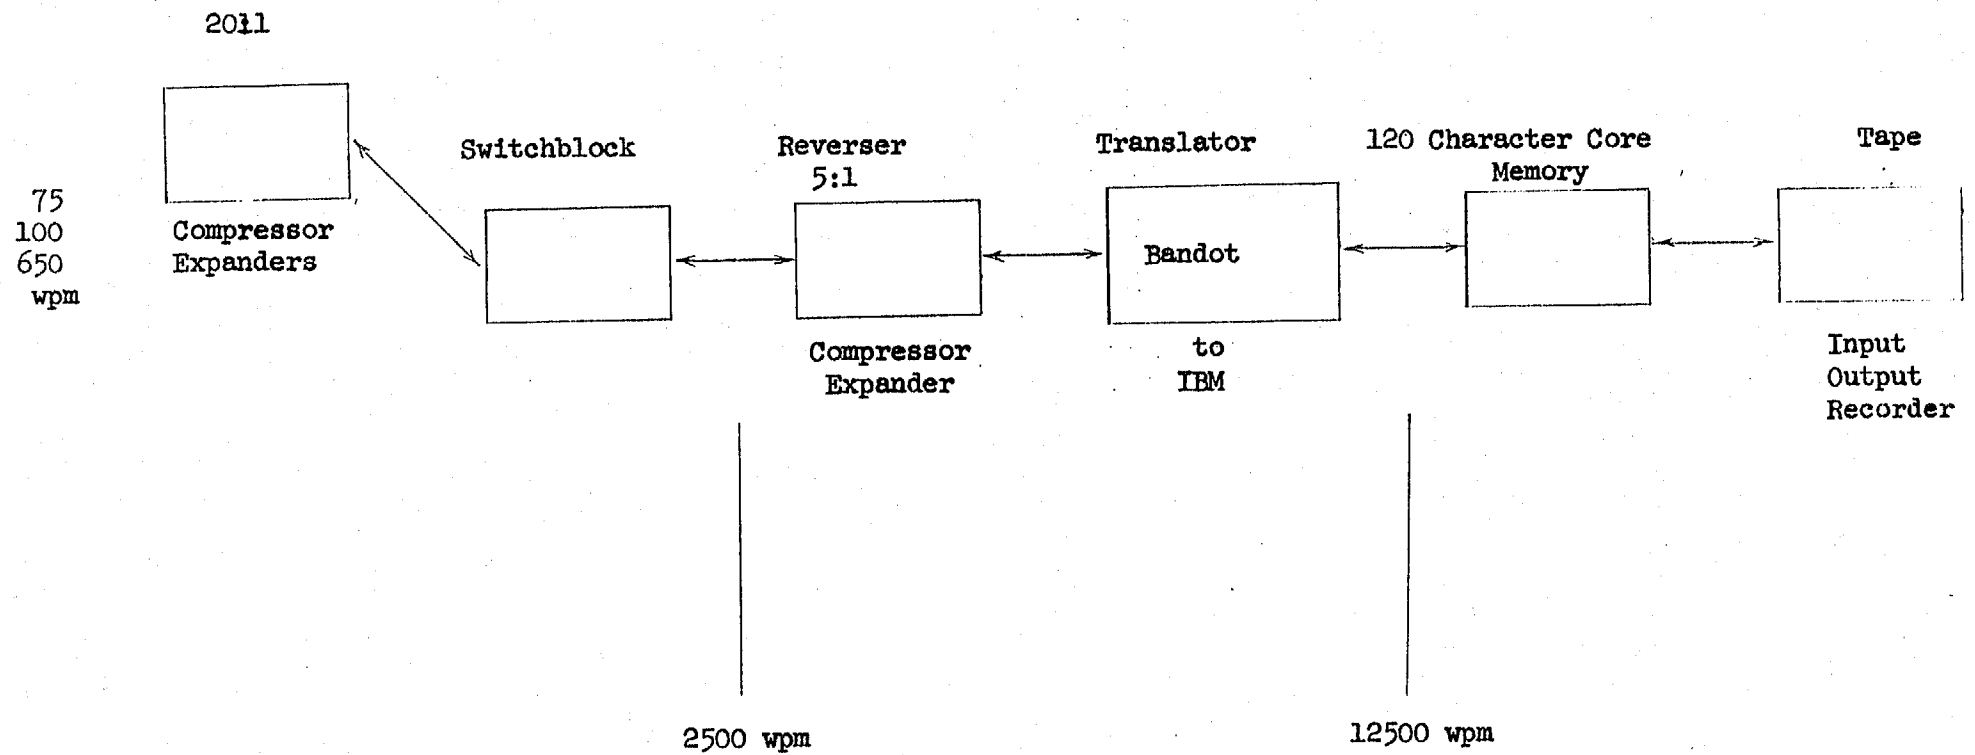 2011
75
100
650
wpm
Compressor
Expanders
Switchblock
Reverser
5:1
Compressor
Expander
Translator
Bandot
to
IBM
120 Character Core
Memory
Tape
Input
Output
Recorder
2500 wpm
12500 wpm